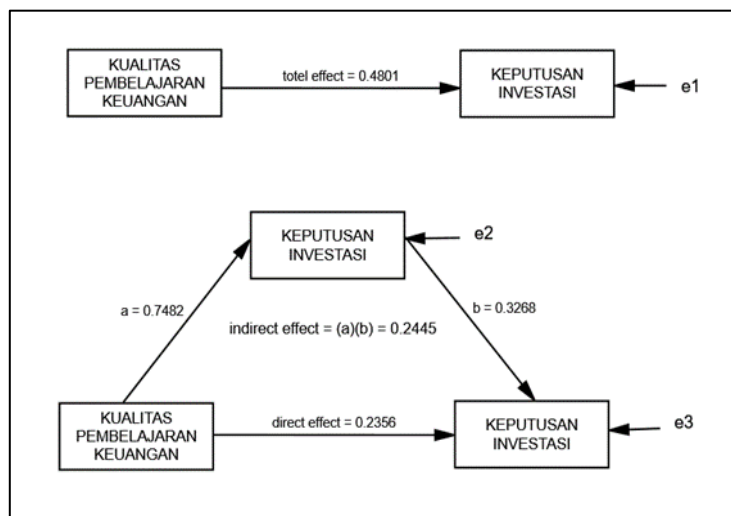 KUALITAS
PEMBELAJARAN
KEUANGAN
totel effect = 0.4801
KEPUTUSAN
INVESTASI
e1
KEPUTUSAN
INVESTASI
e2
a = 0.7482
b = 0.3268
indirect effect = (a)(b) = 0.2445
KUALITAS
PEMBELAJARAN
KEUANGAN
direct effect = 0.2356
KEPUTUSAN
INVESTASI
e3